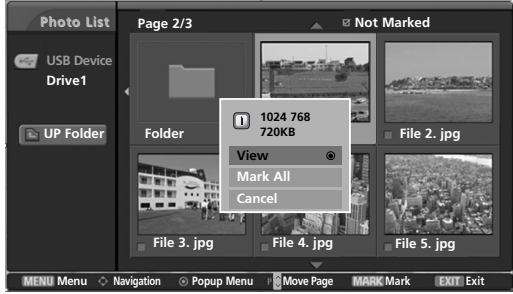 Photo List
Page 2/3
Not Marked
USB Device
Drive1
UP Folder
Folder
1024 768
720KB
View
Mark All
Cancel
File 2. jpg
File 3. jpg
File 4. jpg
File 5. jpg
MENU Menu Navigation Popup Menu P Move Page MARK Mark EXIT Exit